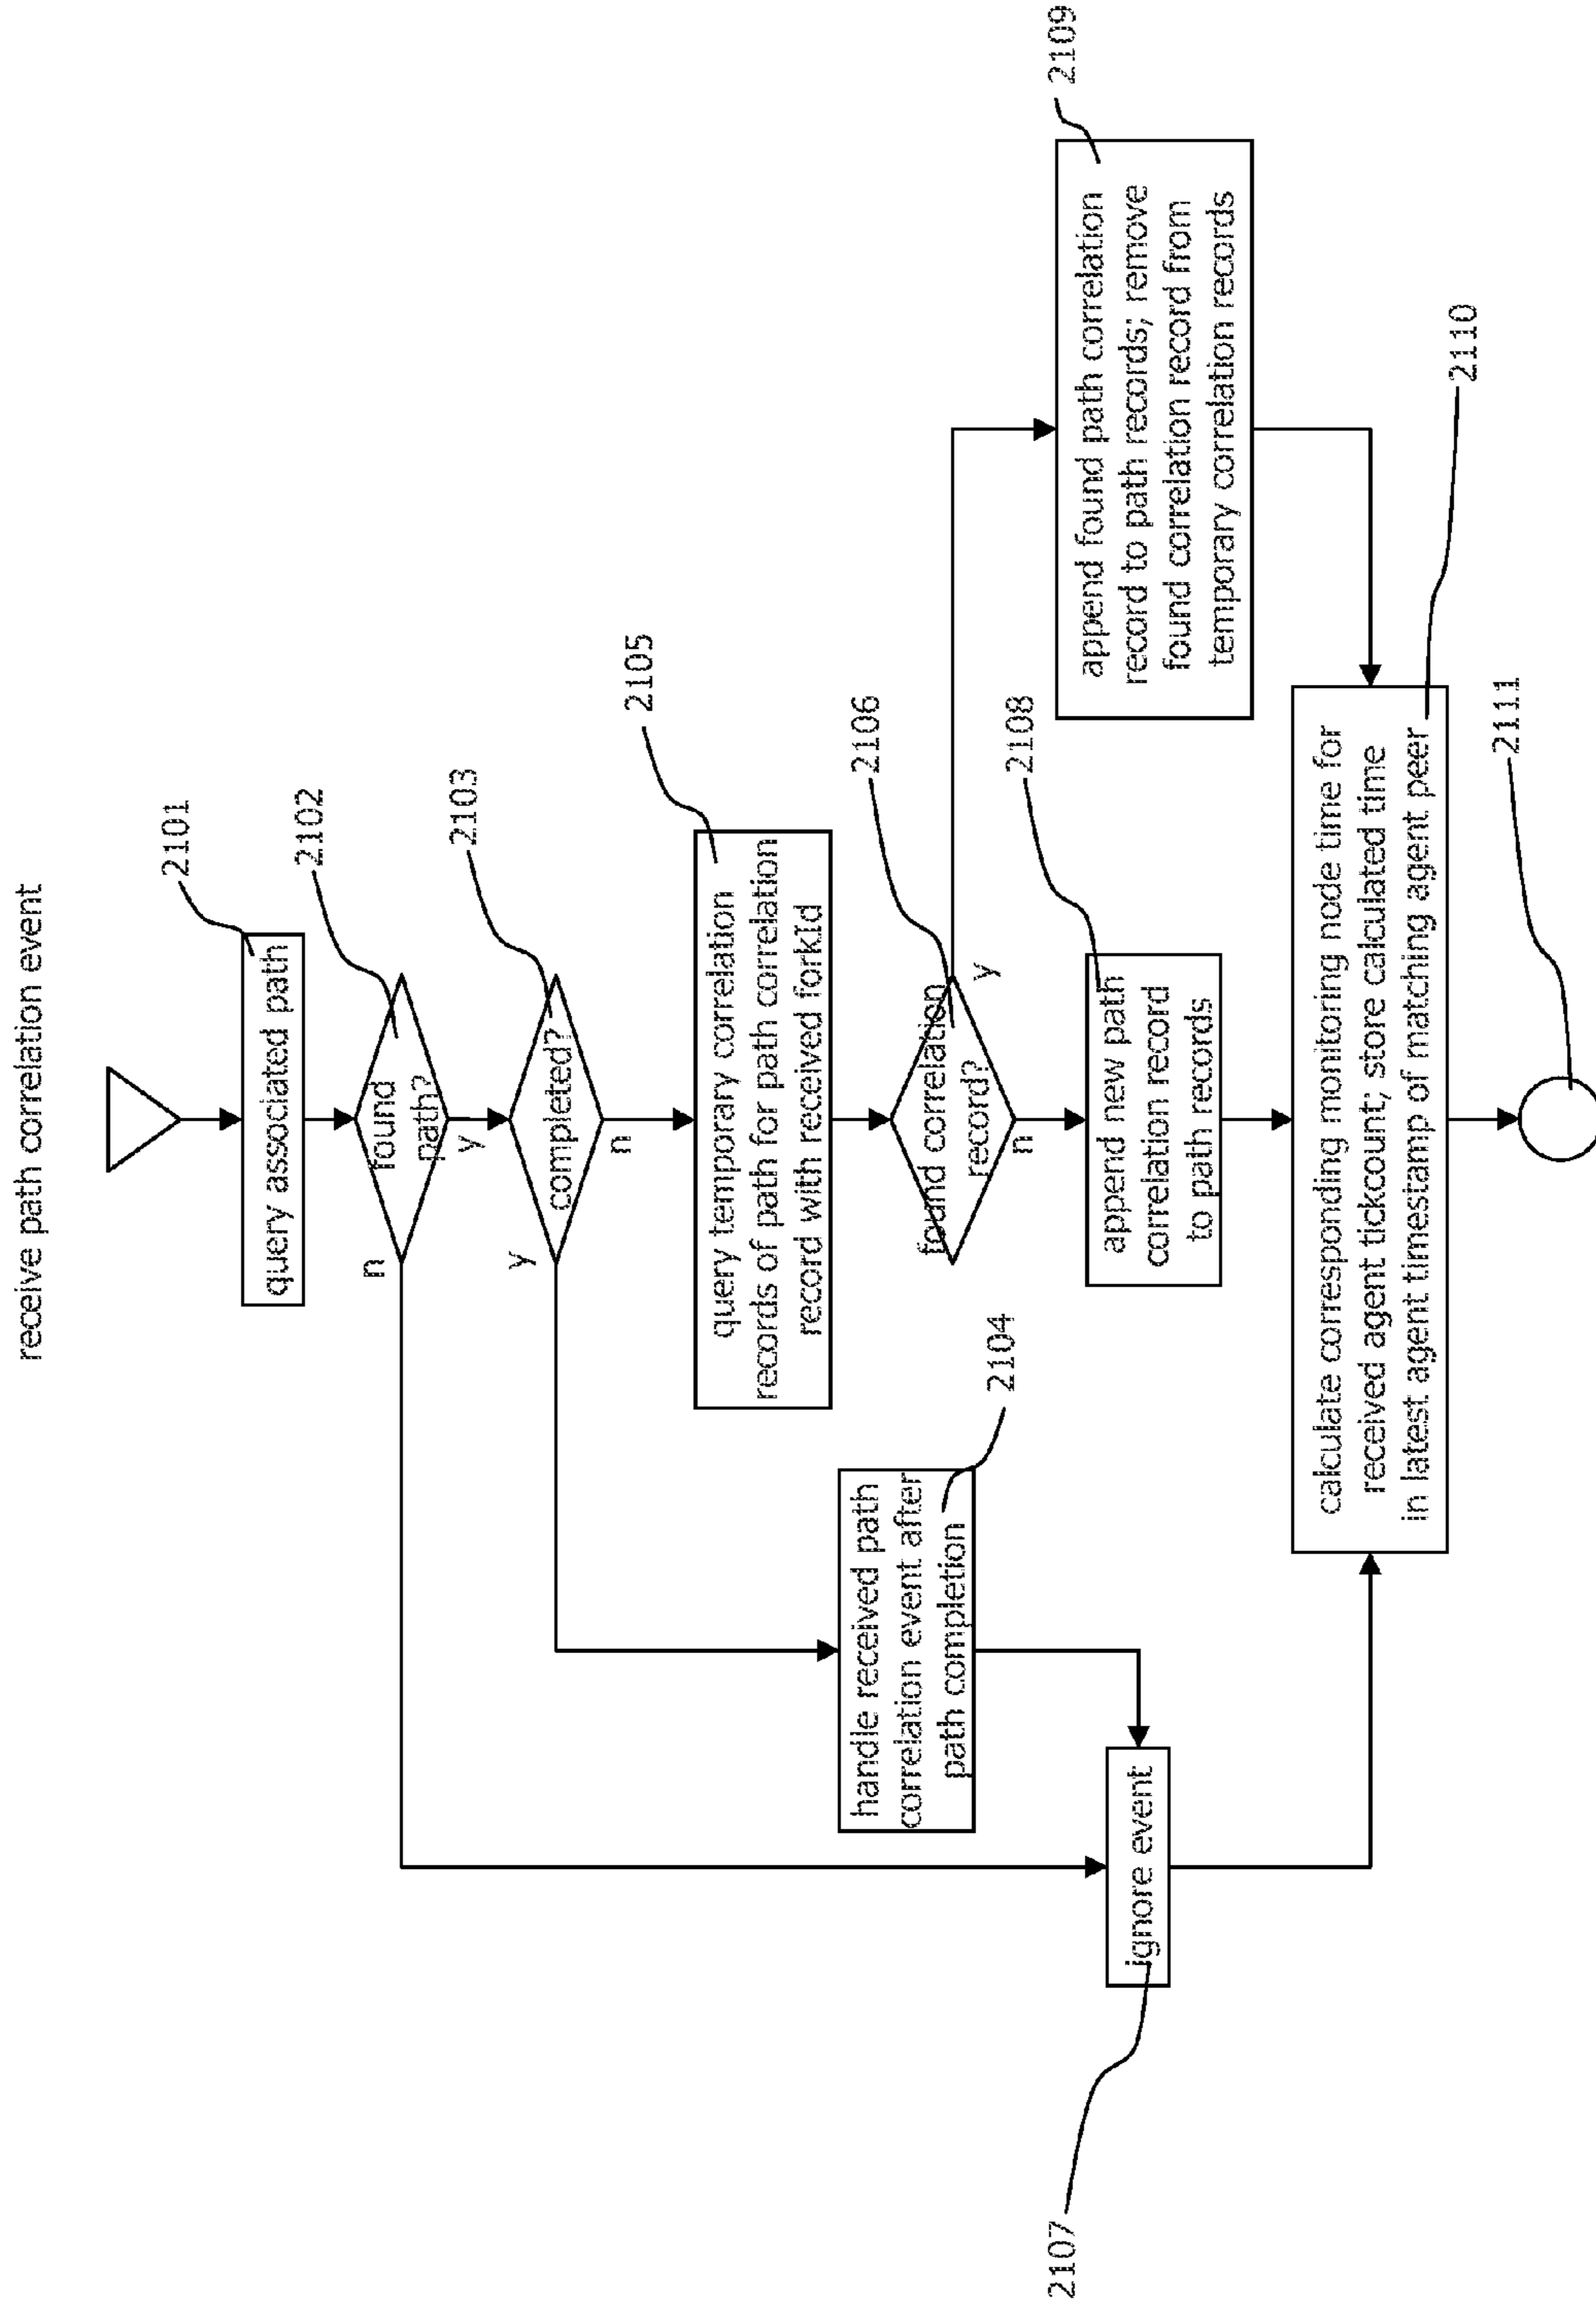 receive path correlation event
2101
query associated path
2102
found
path?
n
y
2103
completed?
y
n
2105
query temporary correlation
records of path for path correlation
record with received forkId
2104
handle received path
correlation event after
path completion
2106
found correlation
record?
y
n
2107
ignore event
2108
append new path
correlation record
to path records
2109
append found path correlation
record to path records; remove
found correlation record from
temporary correlation records
2110
calculate corresponding monitoring node time for
received agent tickcount; store calculated time
in latest agent timestamp of matching agent peer
2111